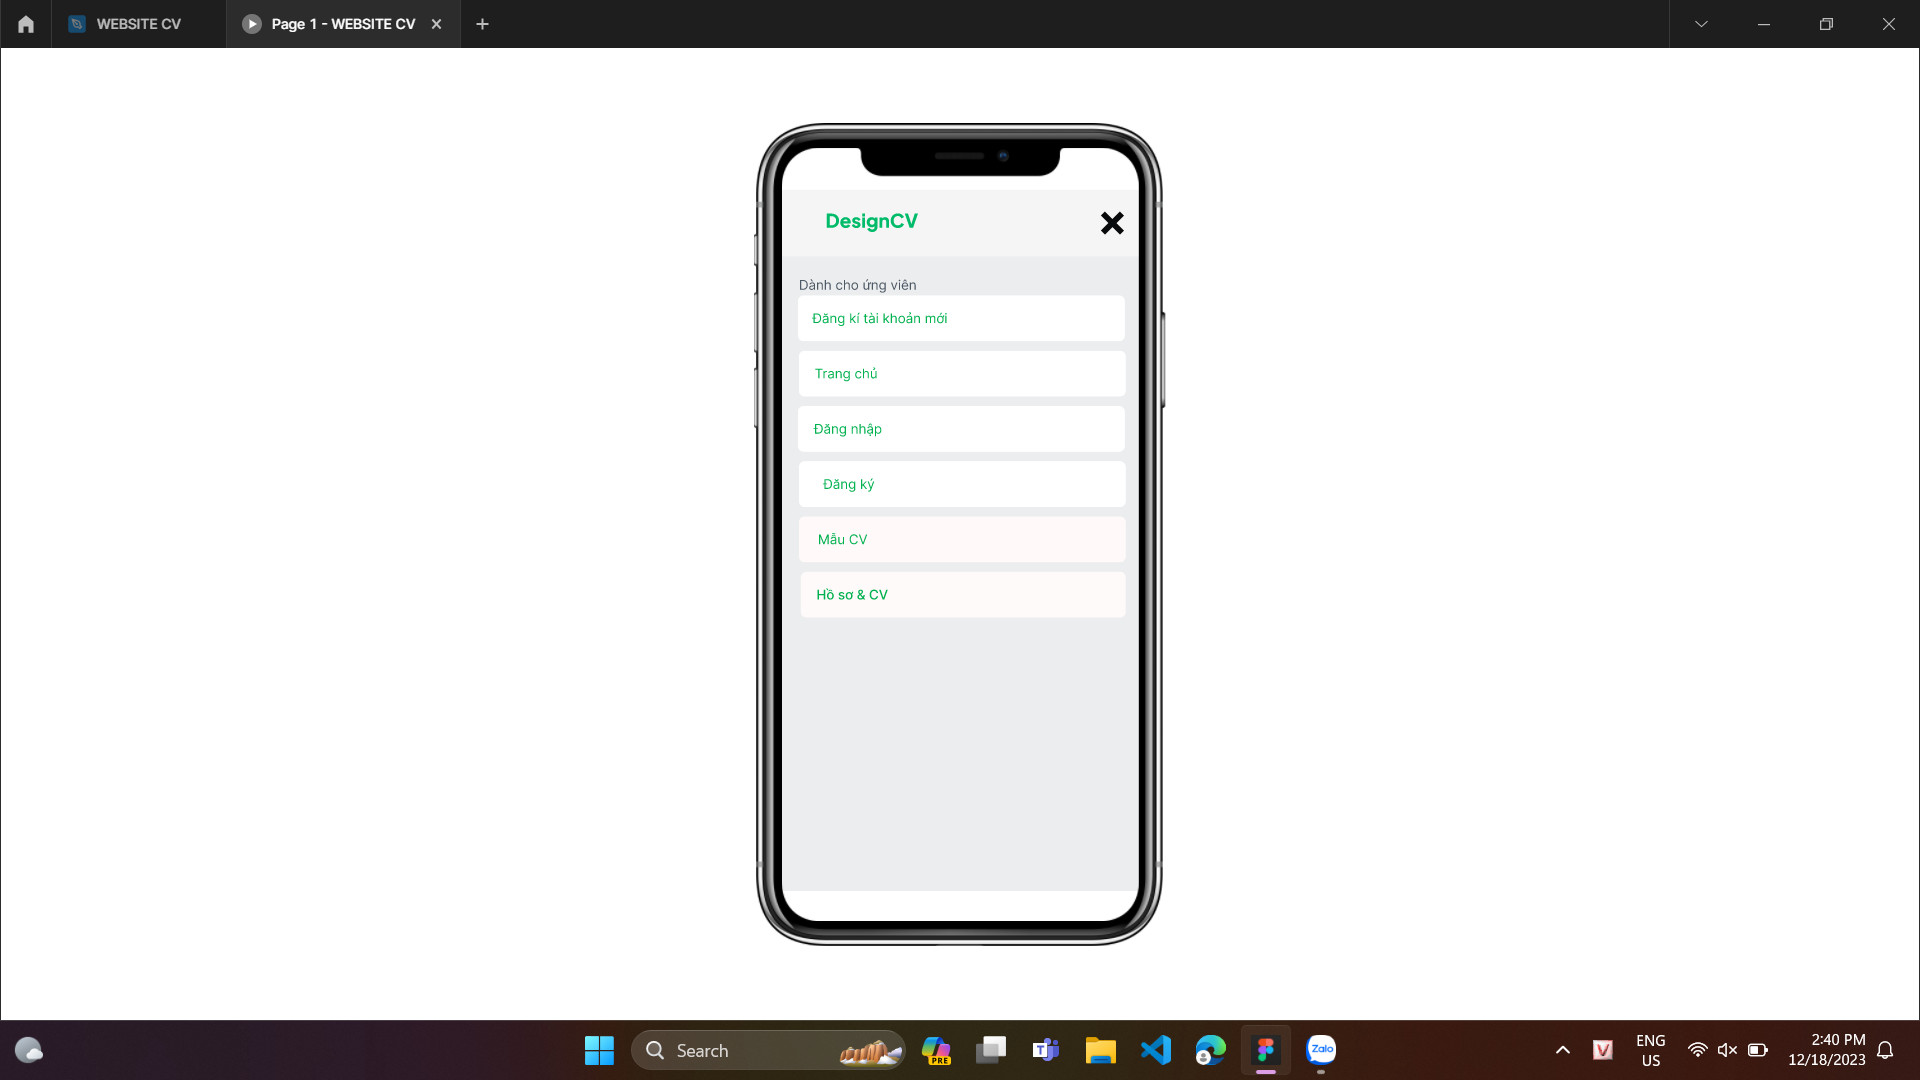 WEBSITE CV
Page 1 - WEBSITE CV
DesignCV
Dành cho ứng viên
Đăng kí tài khoản mới
Trang chủ
Đăng nhập
Đăng ký
Mẫu CV
Hồ sơ & CV
Search
PRE
T
Zalo
V
ENG
US
2:40 PM
12/18/2023